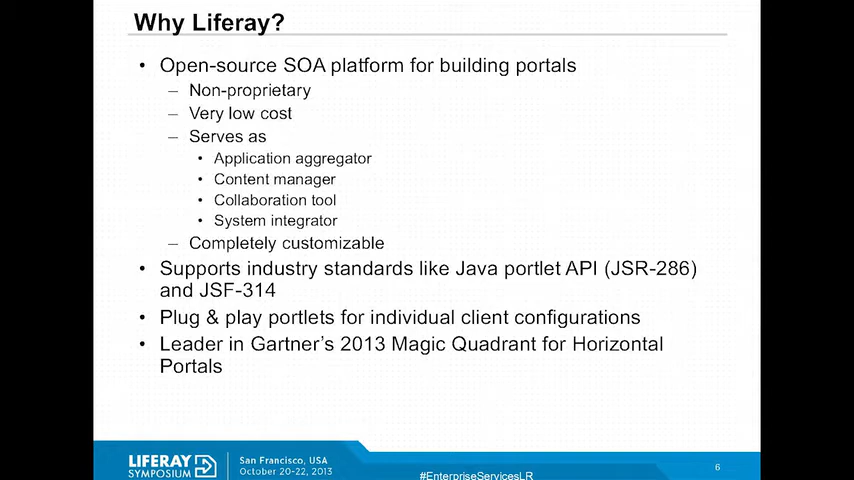 Why Liferay?
• Open-source SOA platform for building portals
– Non-proprietary
– Very low cost
– Serves as
• Application aggregator
• Content manager
• Collaboration tool
• System integrator
– Completely customizable
• Supports industry standards like Java portlet API (JSR-286)
and JSF-314
• Plug & play portlets for individual client configurations
• Leader in Gartner's 2013 Magic Quadrant for Horizontal
Portals
LIFERAY
SYMPOSIUM
San Francisco, USA
October 20-22, 2013
#EnterpriseServicesLR
6